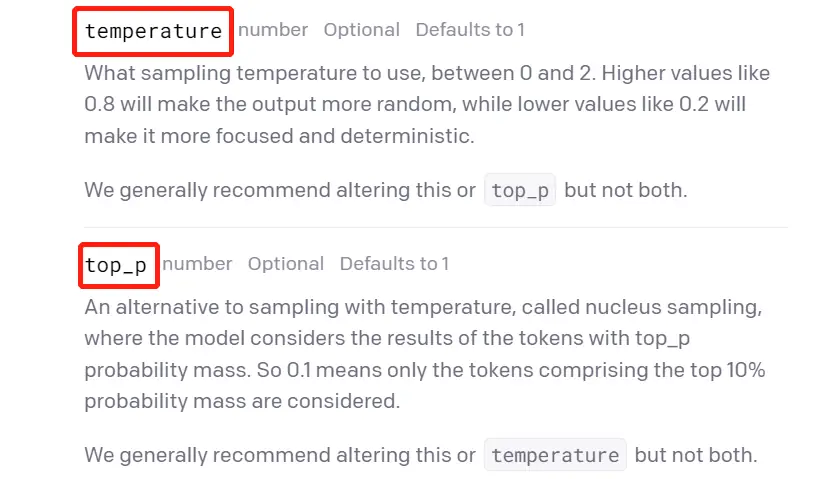 temperature number Optional Defaults to 1
What sampling temperature to use, between 0 and 2. Higher values like
0.8 will make the output more random, while lower values like 0.2 will
make it more focused and deterministic.
We generally recommend altering this or top_p but not both.
top_p number Optional Defaults to 1
An alternative to sampling with temperature, called nucleus sampling,
where the model considers the results of the tokens with top_p
probability mass. So 0.1 means only the tokens comprising the top 10%
probability mass are considered.
We generally recommend altering this or temperature but not both.